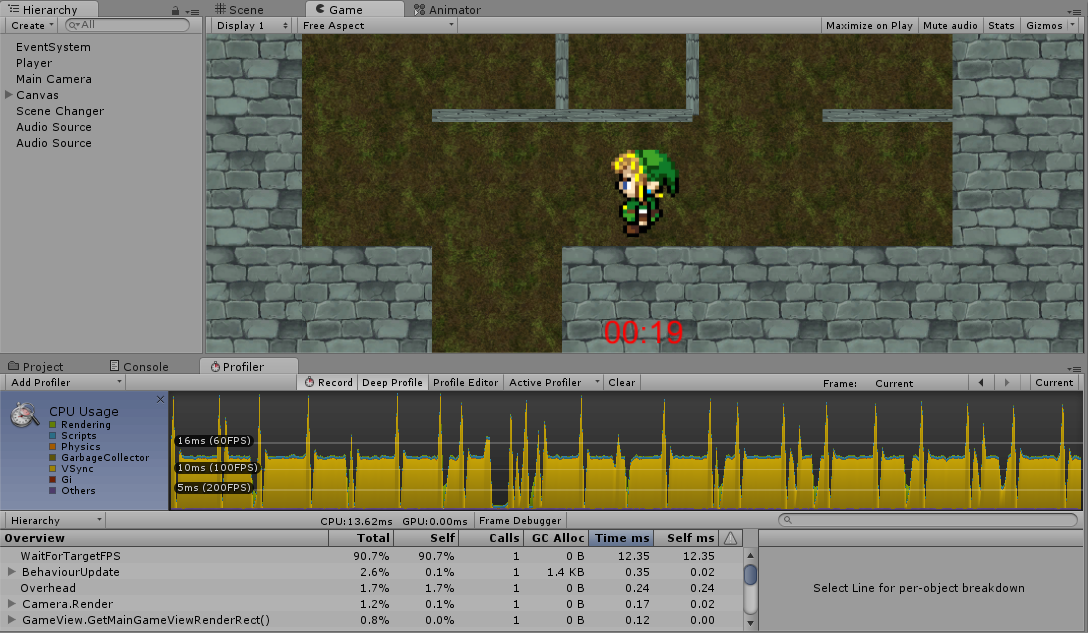 Hierarchy
Create All
EventSystem
Player
Main Camera
Canvas
Scene Changer
Audio Source
Audio Source
Scene Game Animator
Display 1 Free Aspect Maximize on Play Mute audio Stats Gizmos
00:19
Project Console Profiler
Add Profiler Record Deep Profile Profile Editor Active Profiler Clear Frame: Current Current
CPU Usage
Rendering
Scripts
Physics
GarbageCollector
VSync
Gi
Others
16ms (60FPS)
10ms (100FPS)
5ms (200FPS)
Hierarchy CPU:13.62ms GPU:0.00ms Frame Debugger
Overview Total Self Calls GC Alloc Time ms Self ms
WaitForTargetFPS 90.7% 90.7% 1 0 B 12.35 12.35
BehaviourUpdate 2.6% 0.1% 1 1.4 KB 0.35 0.02
Overhead 1.7% 1.7% 1 0 B 0.24 0.24
Camera.Render 1.2% 0.1% 1 0 B 0.17 0.02
GameView.GetMainGameViewRenderRect() 0.8% 0.0% 1 0 B 0.12 0.00
Select Line for per-object breakdown